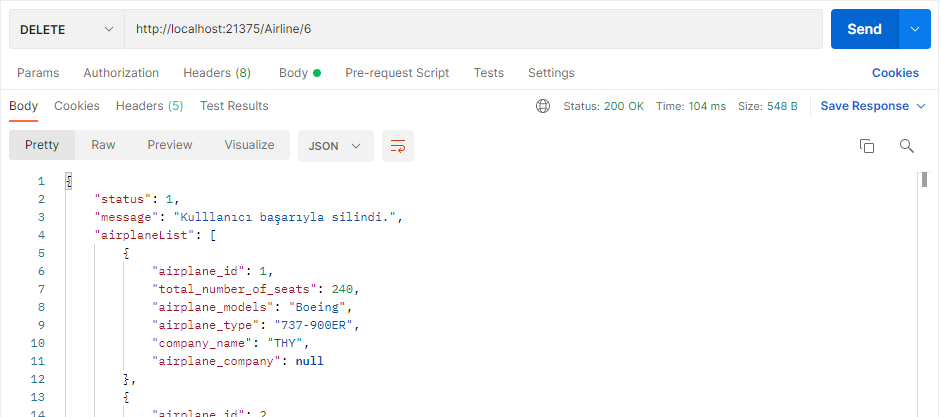 DELETE http://localhost:21375/Airline/6 Send
Params Authorization Headers (8) Body Pre-request Script Tests Settings Cookies
Body Cookies Headers (5) Test Results Status: 200 OK Time: 104 ms Size: 548 B Save Response
Pretty Raw Preview Visualize JSON
1 {
2 "status": 1,
3 "message": "Kulllanıcı başarıyla silindi.",
4 "airplaneList": [
5 {
6 "airplane_id": 1,
7 "total_number_of_seats": 240,
8 "airplane_models": "Boeing",
9 "airplane_type": "737-900ER",
10 "company_name": "THY",
11 "airplane_company": null
12 },
13 {
14 "airplane_id": 2